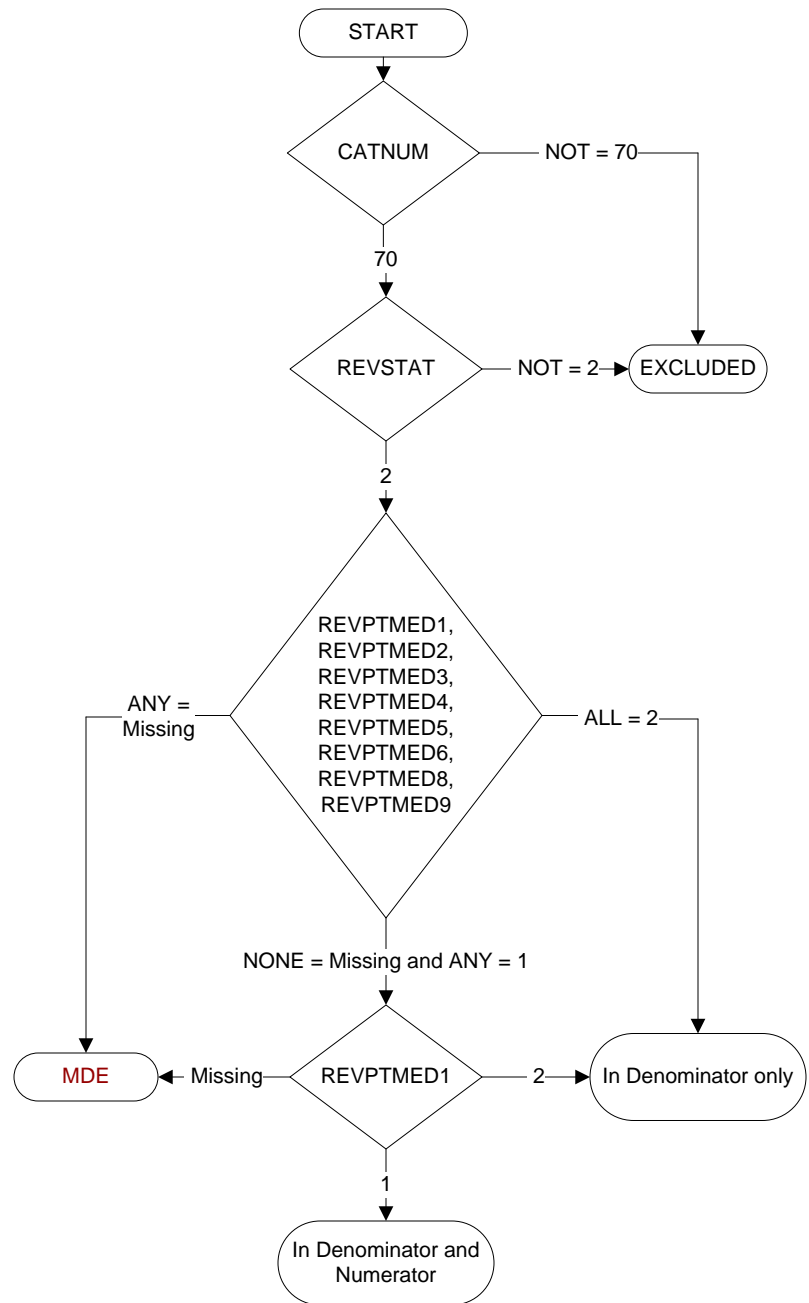 START
CATNUM
NOT = 70
70
REVSTAT
NOT = 2
EXCLUDED
2
REVPTMED1,
REVPTMED2,
REVPTMED3,
REVPTMED4,
REVPTMED5,
REVPTMED6,
REVPTMED8,
REVPTMED9
ANY =
Missing
ALL = 2
NONE = Missing and ANY = 1
MDE
Missing
REVPTMED1
2
In Denominator only
1
In Denominator and
Numerator